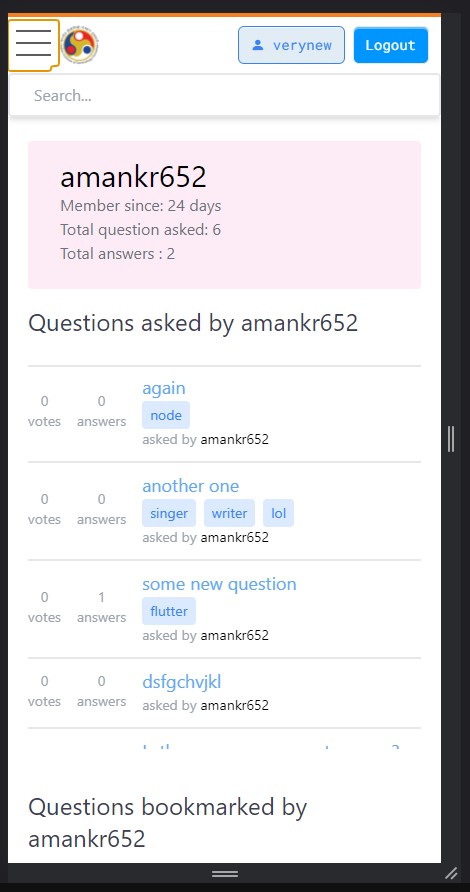 verynew Logout
Search...
amankr652
Member since: 24 days
Total question asked: 6
Total answers : 2
Questions asked by amankr652
0 votes 0 answers
again
node
asked by amankr652
0 votes 0 answers
another one
singer writer lol
asked by amankr652
0 votes 1 answers
some new question
flutter
asked by amankr652
0 votes 0 answers
dsfgchvjkl
asked by amankr652
Questions bookmarked by
amankr652